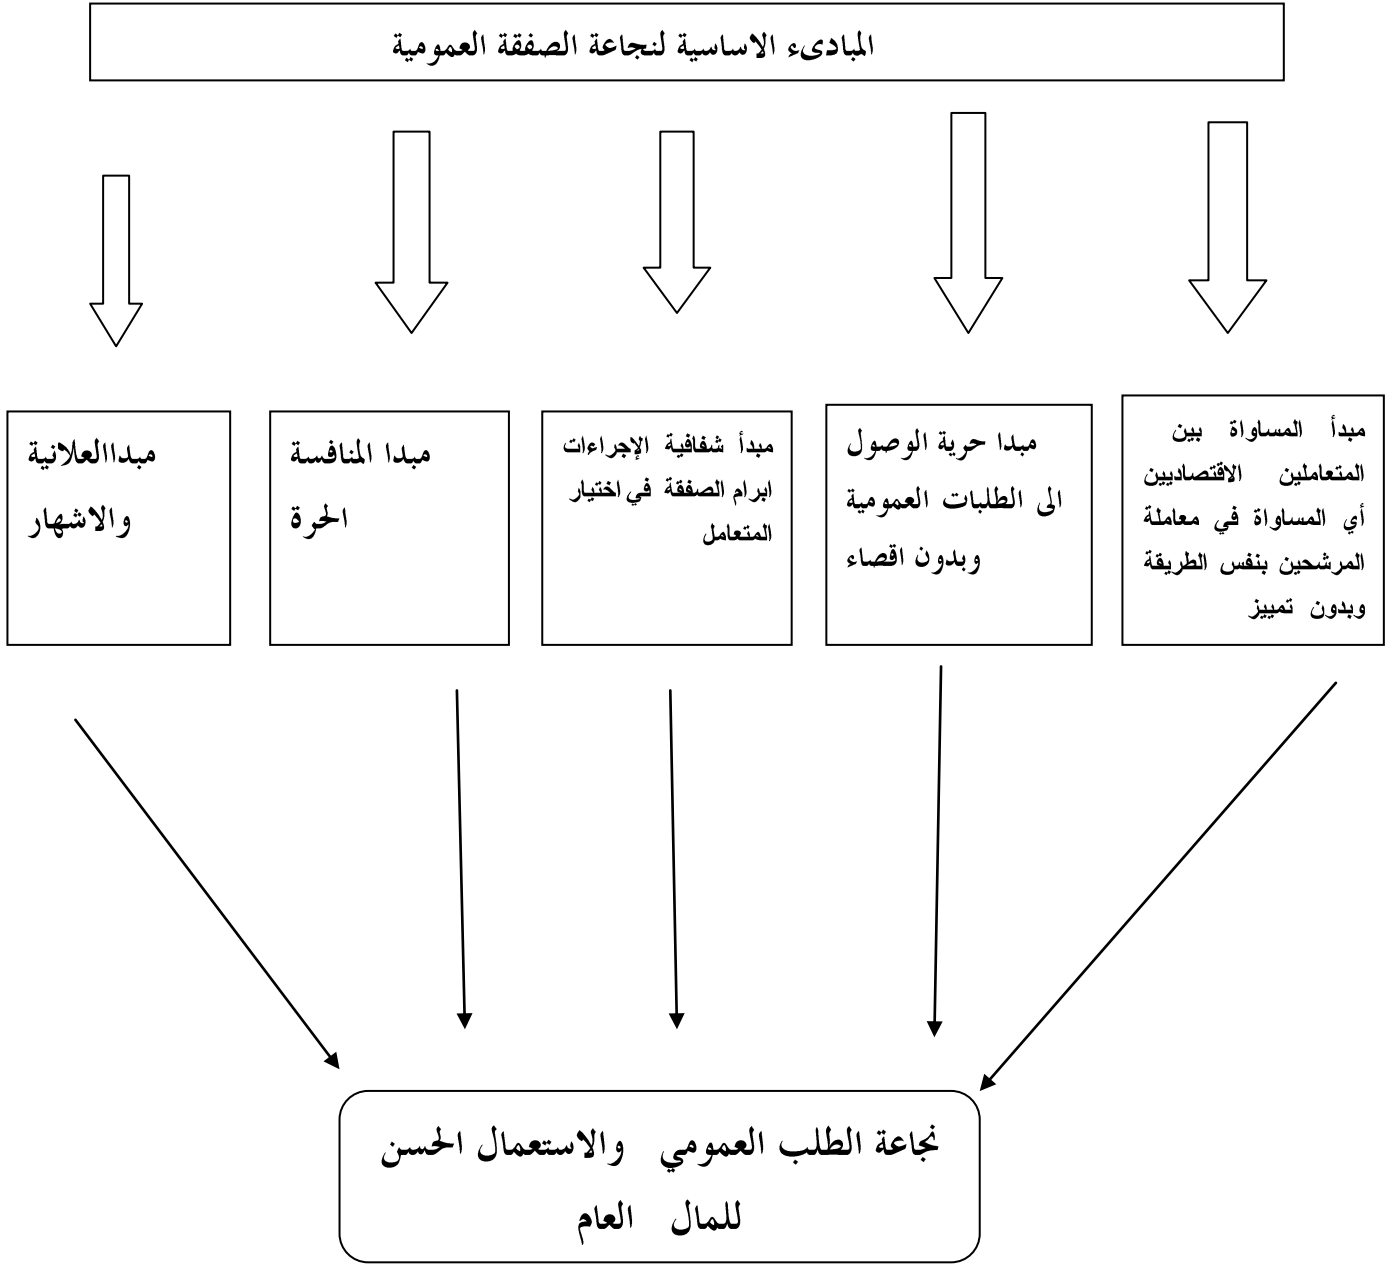 المبادىء الاساسية لنجاعة الصفقة العمومية
مبدأ المساواة بين
المتعاملين الاقتصاديين
أي المساواة في معاملة
المرشحين بنفس الطريقة
وبدون تمييز
مبدا حرية الوصول
الى الطلبات العمومية
وبدون اقصاء
مبدأ شفافية الإجراءات
ابرام الصفقة في اختيار
المتعامل
مبدا المنافسة
الحرة
مبداالعلانية
والاشهار
نجاعة الطلب العمومي والاستعمال الحسن
للمال العام